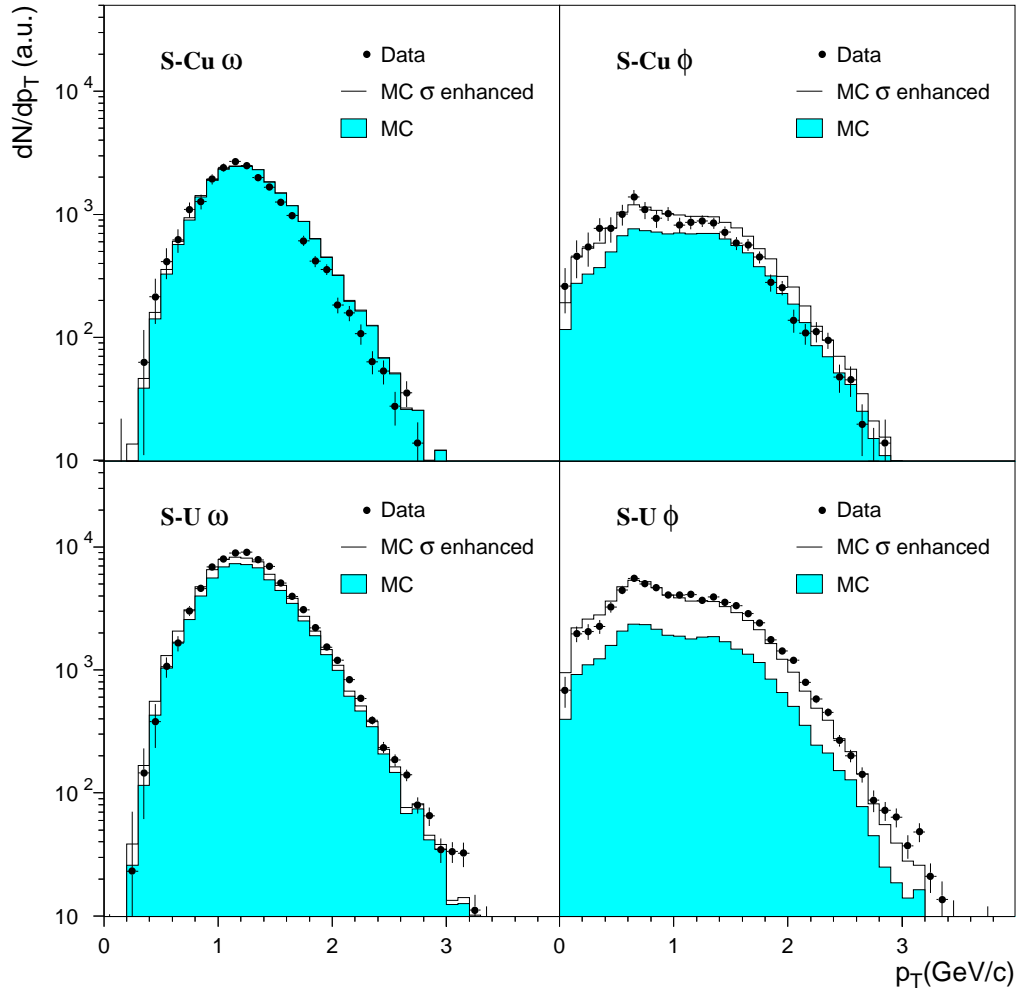 dN/dpT (a.u.)
S-Cu ω
Data
MC σ enhanced
MC
S-Cu ϕ
Data
MC σ enhanced
MC
10 4
10 3
10 2
10
S-U ω
Data
MC σ enhanced
MC
S-U ϕ
Data
MC σ enhanced
MC
10 4
10 3
10 2
10
0 1 2 3 0 1 2 3
pT(GeV/c)